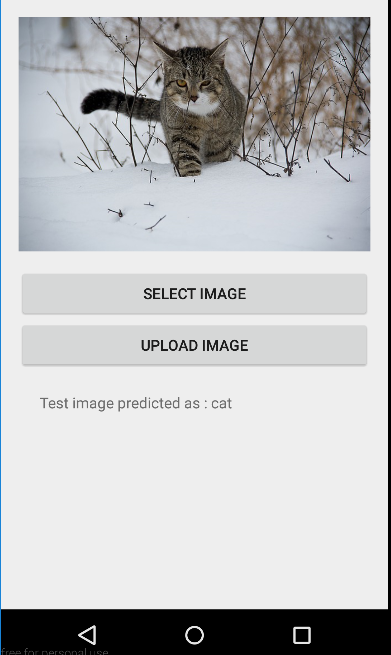 SELECT IMAGE
UPLOAD IMAGE
Test image predicted as : cat
free for personal use